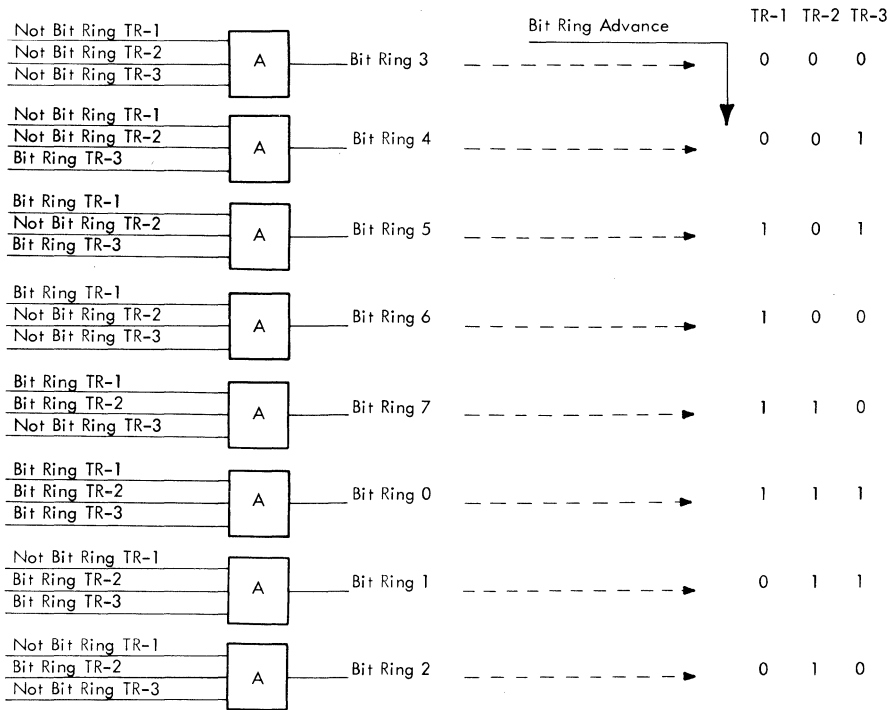 Bit Ring Advance
TR-1 TR-2 TR-3
Not Bit Ring TR-1
Not Bit Ring TR-2
Not Bit Ring TR-3
A
Bit Ring 3
0 0 0
Not Bit Ring TR-1
Not Bit Ring TR-2
Bit Ring TR-3
A
Bit Ring 4
0 0 1
Bit Ring TR-1
Not Bit Ring TR-2
Bit Ring TR-3
A
Bit Ring 5
1 0 1
Bit Ring TR-1
Not Bit Ring TR-2
Not Bit Ring TR-3
A
Bit Ring 6
1 0 0
Bit Ring TR-1
Bit Ring TR-2
Not Bit Ring TR-3
A
Bit Ring 7
1 1 0
Bit Ring TR-1
Bit Ring TR-2
Bit Ring TR-3
A
Bit Ring 0
1 1 1
Not Bit Ring TR-1
Bit Ring TR-2
Bit Ring TR-3
A
Bit Ring 1
0 1 1
Not Bit Ring TR-1
Bit Ring TR-2
Not Bit Ring TR-3
A
Bit Ring 2
0 1 0